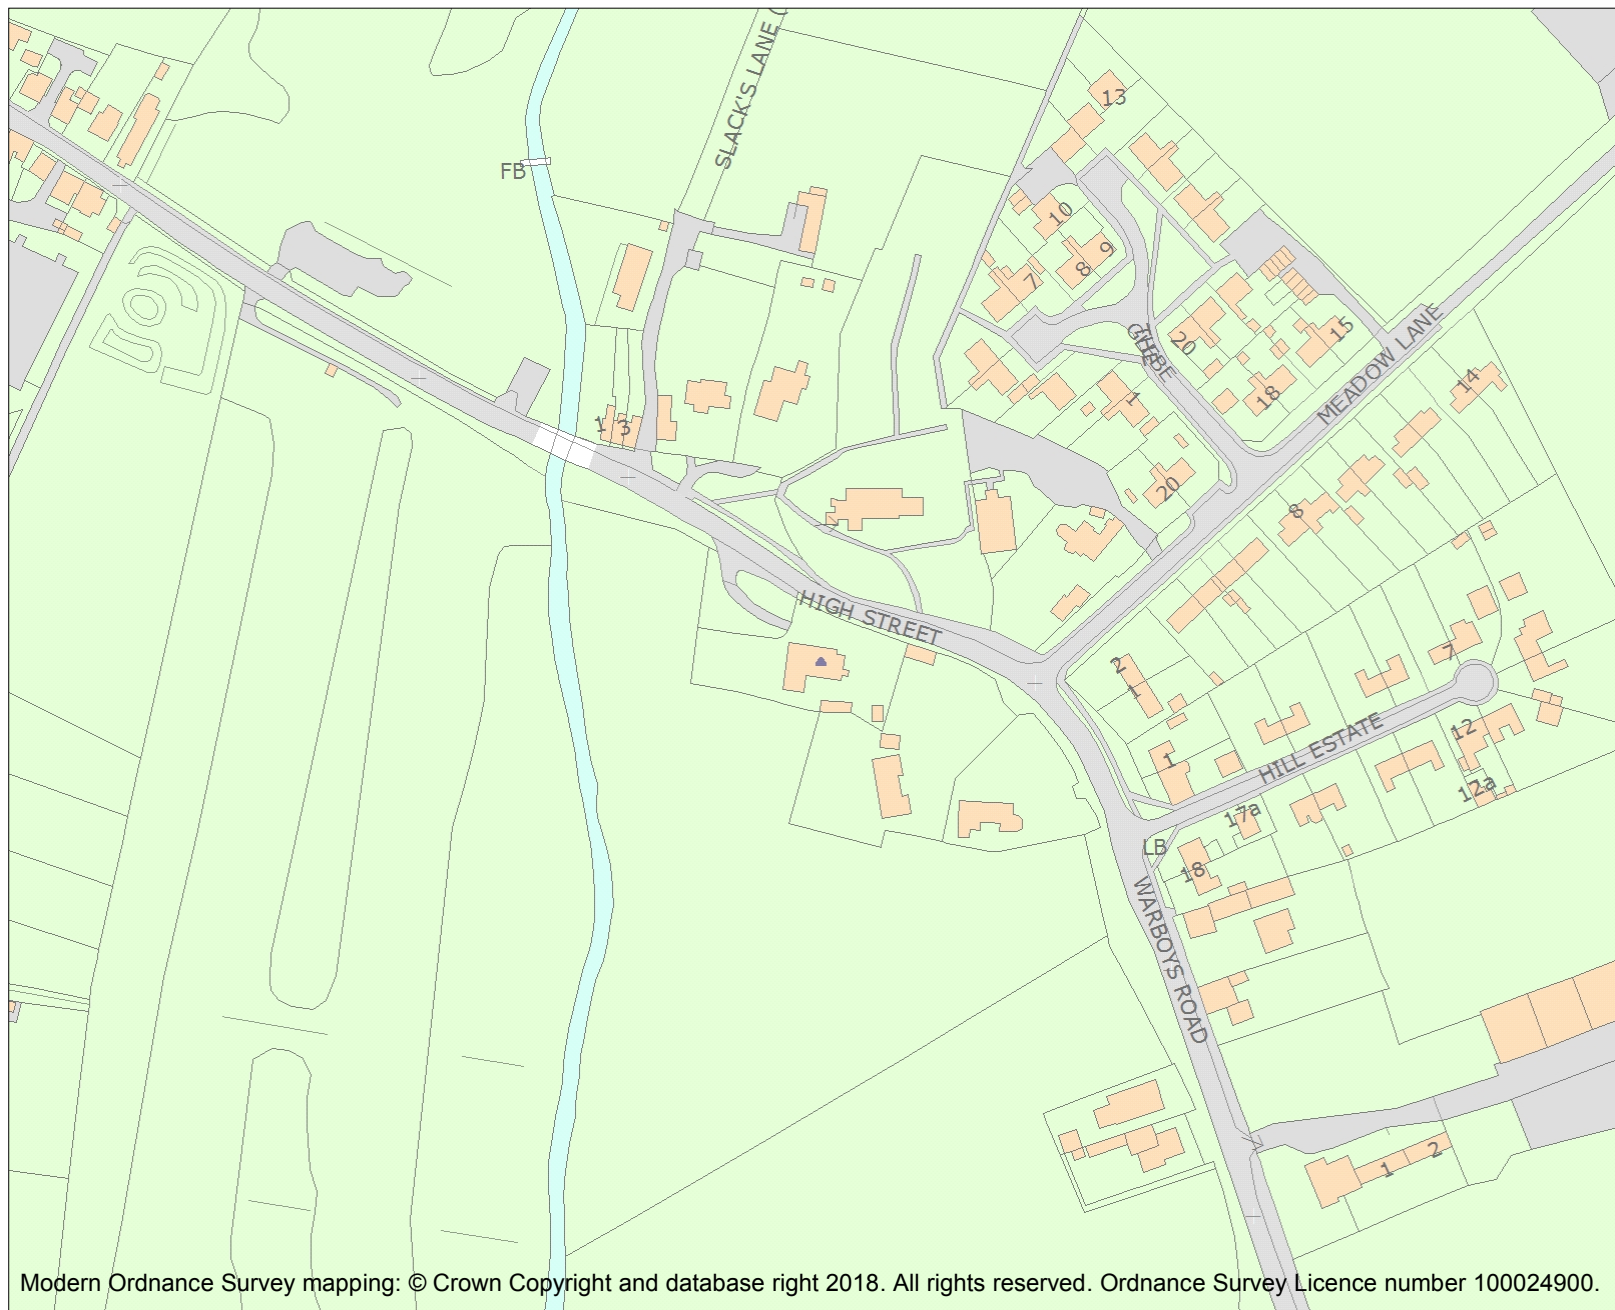 SLACK'S LANE (
13
FB
10
9
8
7
THE
GLEBE
20
15
MEADOW LANE
18
14
1
1 3
20
8
HIGH STREET
2
1
7
1
HILL ESTATE
12
12a
17a
LB
18
WARBOYS ROAD
1 2
Modern Ordnance Survey mapping: © Crown Copyright and database right 2018. All rights reserved. Ordnance Survey Licence number 100024900.